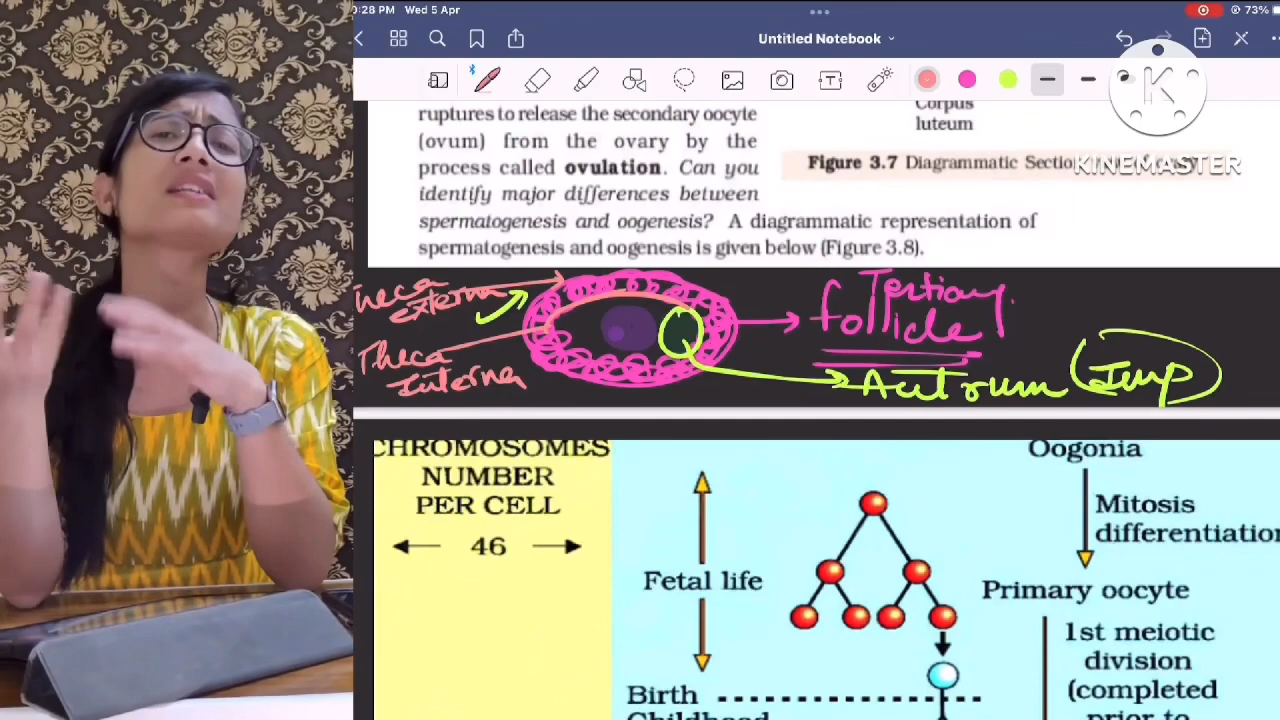 :28 PM Wed 5 Apr
73%
Untitled Notebook
K
KINEMASTER
ruptures to release the secondary oocyte
(ovum) from the ovary by the
process called ovulation. Can you
identify major differences between
spermatogenesis and oogenesis? A diagrammatic representation of
spermatogenesis and oogenesis is given below (Figure 3.8).
Corpus
luteum
Figure 3.7 Diagrammatic Section
Theca
externa
Theca
Interna
Tertiary
follicle
Antrum (Imp)
CHROMOSOMES
NUMBER
PER CELL
46
Fetal life
Birth
Childhood
Oogonia
Mitosis
differentiation
Primary oocyte
1st meiotic
division
(completed
prior to